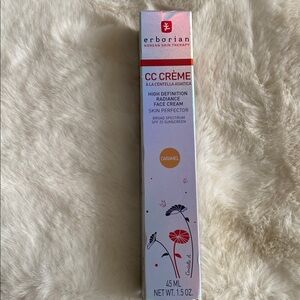 erborian
KOREAN SKIN THERAPY
CC CRÈME
À LA CENTELLA ASIATICA
HIGH DEFINITION
RADIANCE
FACE CREAM
SKIN PERFECTOR
BROAD SPECTRUM
SPF 25 SUNSCREEN
CARAMEL
Centella A.
45 ML
NET WT. 1.5 OZ.